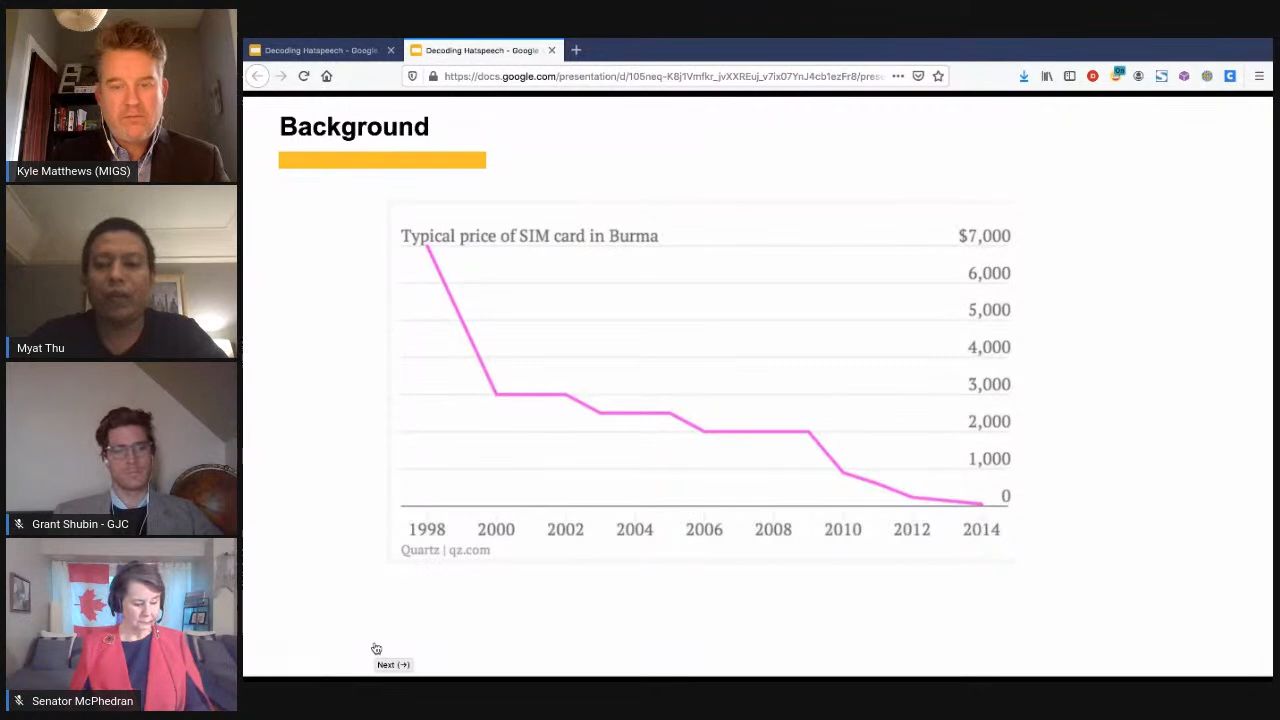 Kyle Matthews (MIGS)
Myat Thu
Grant Shubin - GJC
Senator McPhedran
Decoding Hatspeech - Google
Decoding Hatspeech - Google
Background
Typical price of SIM card in Burma
$7,000
6,000
5,000
4,000
3,000
2,000
1,000
0
1998 2000 2002 2004 2006 2008 2010 2012 2014
Quartz | qz.com
Next (→)